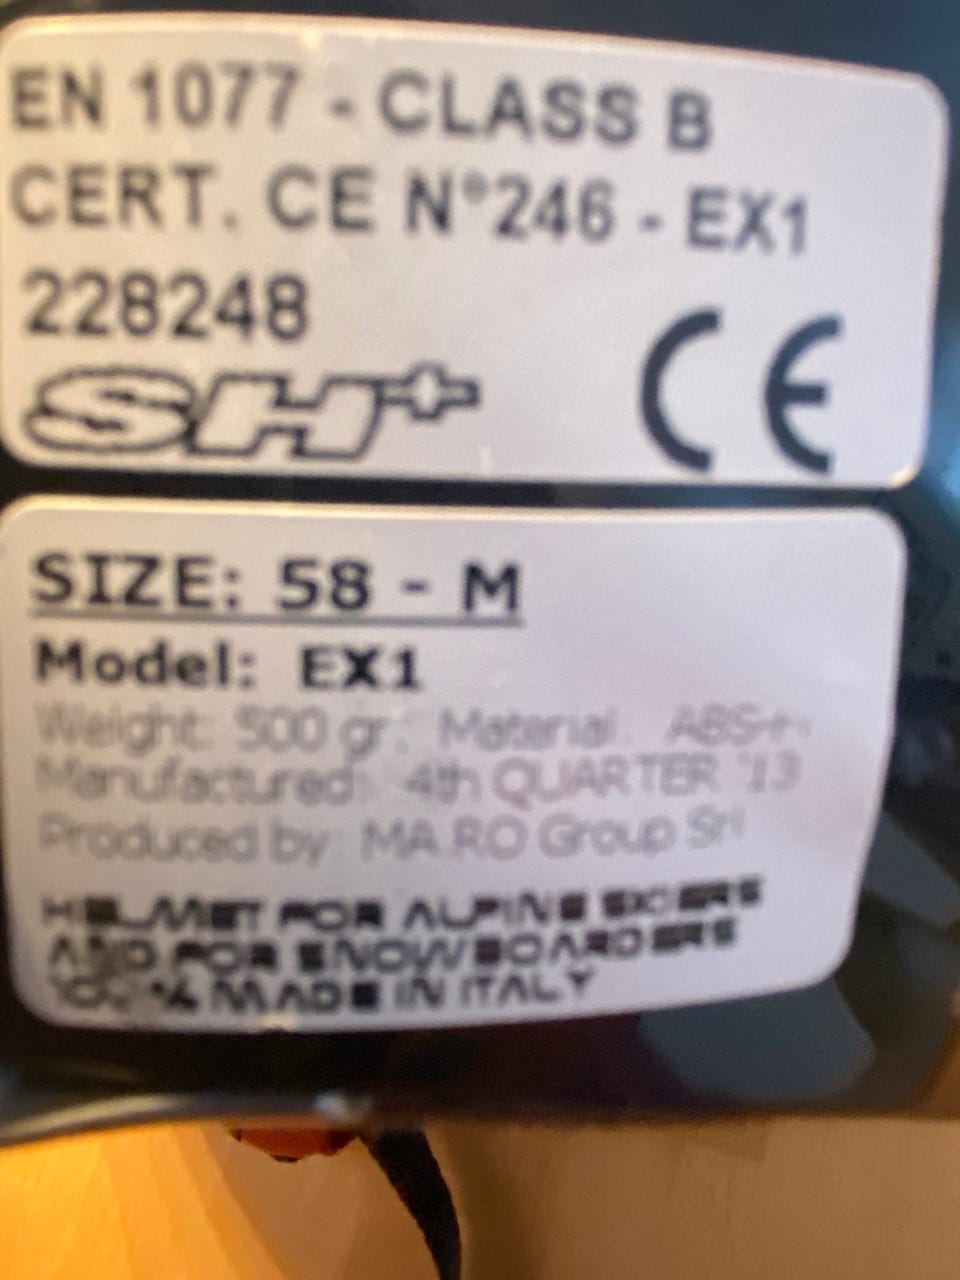 EN 1077 - CLASS B
CERT. CE N°246 - EX1
228248
SH+
CE
SIZE: 58 - M
Model: EX1
Weight: 500 gr. Material: ABS+
Manufactured: 4th QUARTER '13
Produced by: MA.RO Group Srl
HELMET FOR ALPINE SKIERS
AND FOR SNOWBOARDERS
100% MADE IN ITALY